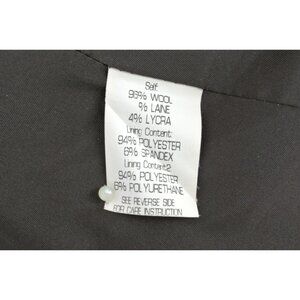 Self:
96% WOOL
% LAINE
4% LYCRA
Lining Content:
94% POLYESTER
6% SPANDEX
Lining Content2:
94% POLYESTER
6% POLYURETHANE
SEE REVERSE SIDE
FOR CARE INSTRUCTION